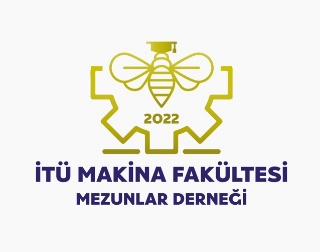 2022
İTÜ MAKİNA FAKÜLTESİ
MEZUNLAR DERNEĞİ